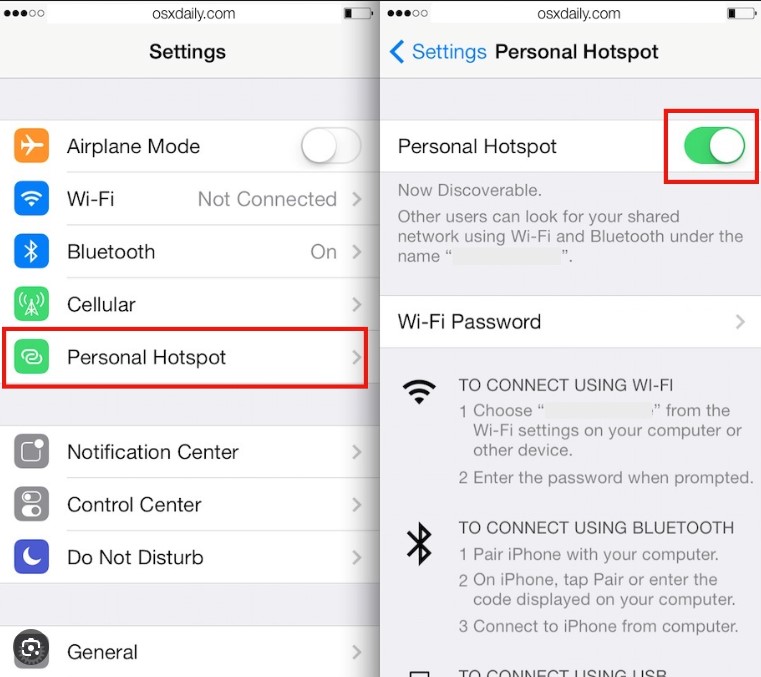 osxdaily.com
Settings
Airplane Mode
Wi-Fi Not Connected
Bluetooth On
Cellular
Personal Hotspot
Notification Center
Control Center
Do Not Disturb
General
osxdaily.com
Settings Personal Hotspot
Personal Hotspot
Now Discoverable.
Other users can look for your shared
network using Wi-Fi and Bluetooth under the
name “ ”.
Wi-Fi Password
TO CONNECT USING WI-FI
1 Choose “ ” from the
Wi-Fi settings on your computer or
other device.
2 Enter the password when prompted.
TO CONNECT USING BLUETOOTH
1 Pair iPhone with your computer.
2 On iPhone, tap Pair or enter the
code displayed on your computer.
3 Connect to iPhone from computer.
TO CONNECT USING USB